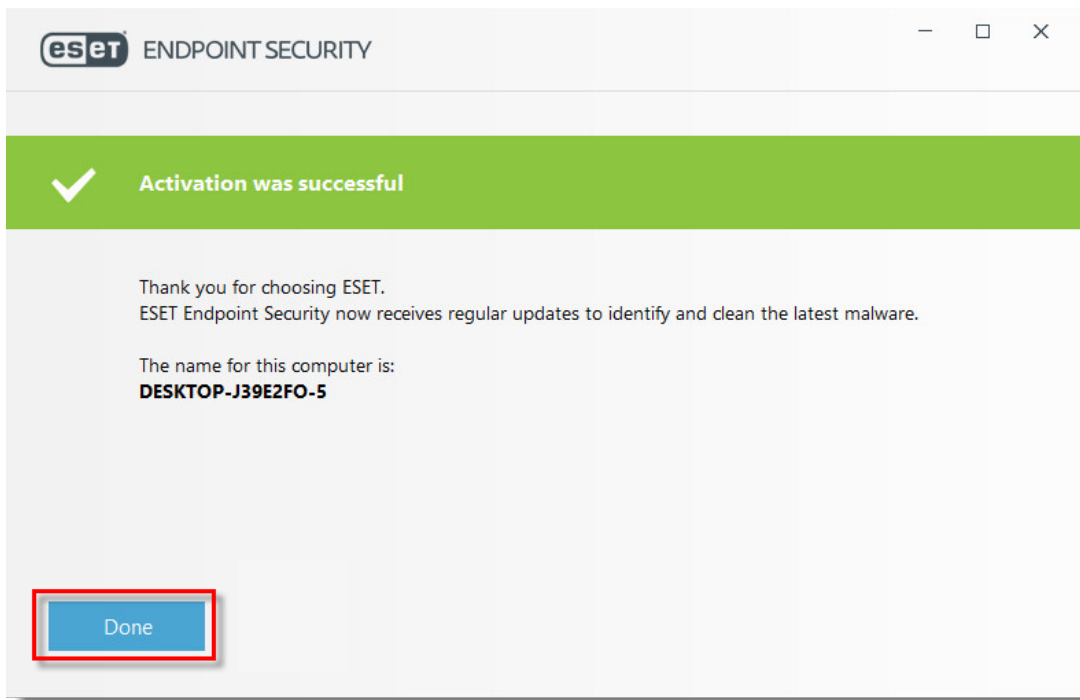 eset ENDPOINT SECURITY
Activation was successful
Thank you for choosing ESET.
ESET Endpoint Security now receives regular updates to identify and clean the latest malware.
The name for this computer is:
DESKTOP-J39E2FO-5
Done